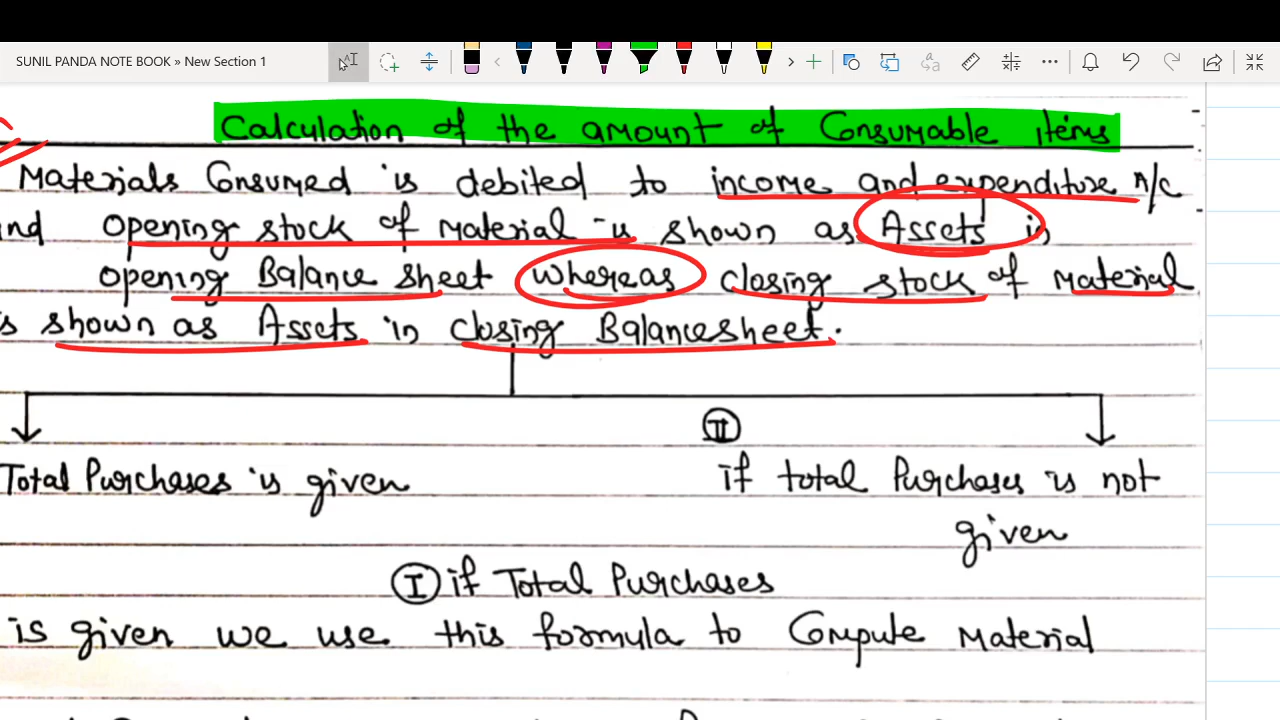 SUNIL PANDA NOTE BOOK » New Section 1
Calculation of the amount of Consumable items
Materials Consumed is debited to income and expenditure A/c
nd opening stock of material is shown as Assets in
opening Balance sheet whereas closing stock of Material
s shown as Assets in closing Balancesheet.
II
Total Purchases is given if total Purchases is not
given
I if Total Purchases
is given we use this formula to Compute Material